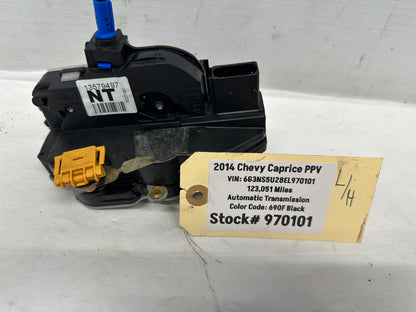 13579497
NT
2014 Chevy Caprice PPV
VIN: 6G3NS5U28EL970101
123,051 Miles
Automatic Transmission
Color Code: 690F Black
Stock# 970101
L/H